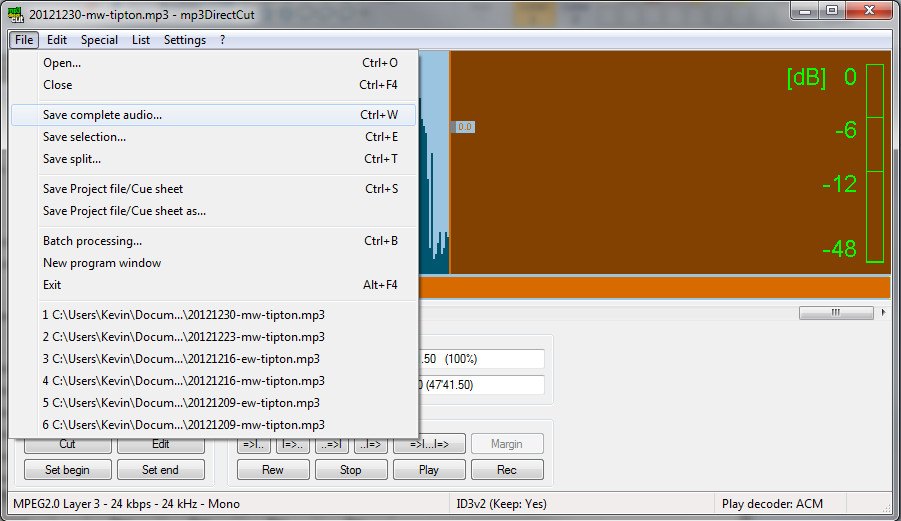 20121230-mw-tipton.mp3 - mp3DirectCut
File Edit Special List Settings ?
Open... Ctrl+O
Close Ctrl+F4
Save complete audio... Ctrl+W
Save selection... Ctrl+E
Save split... Ctrl+T
Save Project file/Cue sheet Ctrl+S
Save Project file/Cue sheet as...
Batch processing... Ctrl+B
New program window
Exit Alt+F4
1 C:\Users\Kevin\Docum...\20121230-mw-tipton.mp3
2 C:\Users\Kevin\Docum...\20121223-mw-tipton.mp3
3 C:\Users\Kevin\Docum...\20121216-ew-tipton.mp3
4 C:\Users\Kevin\Docum...\20121216-mw-tipton.mp3
5 C:\Users\Kevin\Docum...\20121209-ew-tipton.mp3
6 C:\Users\Kevin\Docum...\20121209-mw-tipton.mp3
[dB] 0
-6
-12
-48
0.0
.50 (100%)
0 (47'41.50)
Cut Edit =>I.. I=>.. ..=>I ..I=> =>I...I=> Margin
Set begin Set end Rew Stop Play Rec
MPEG2.0 Layer 3 - 24 kbps - 24 kHz - Mono ID3v2 (Keep: Yes) Play decoder: ACM